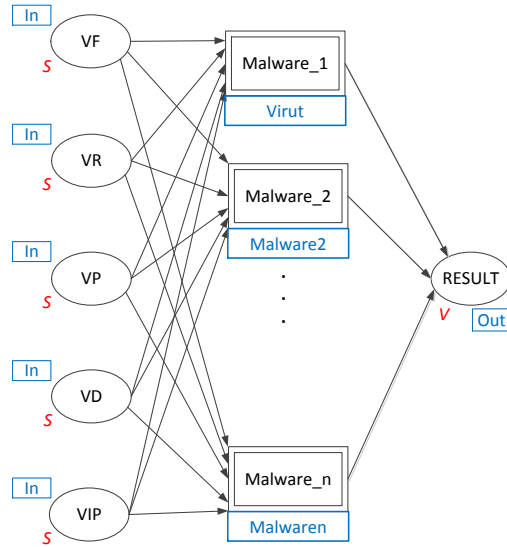 In
VF
S
In
VR
S
In
VP
S
In
VD
S
In
VIP
S
Malware_1
Virut
Malware_2
Malware2
.
.
.
Malware_n
Malwaren
RESULT
V
Out